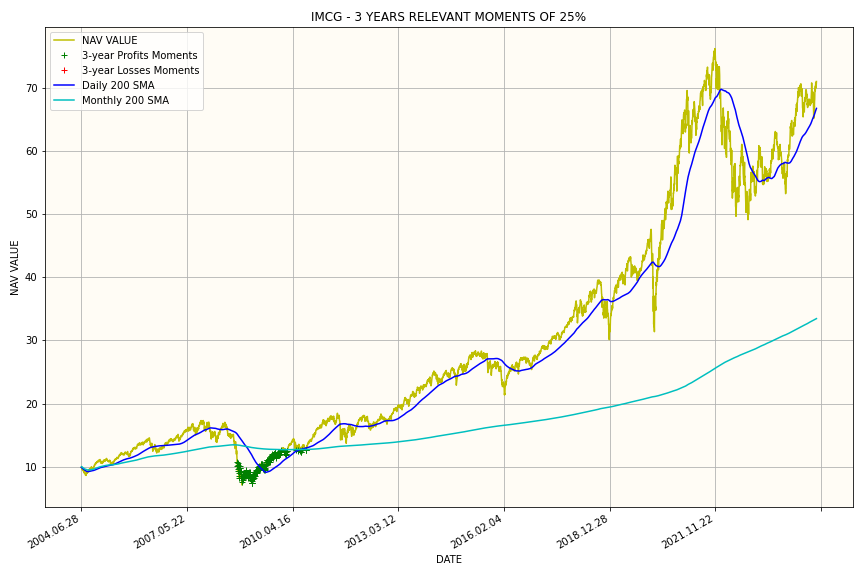 IMCG - 3 YEARS RELEVANT MOMENTS OF 25%
NAV VALUE
3-year Profits Moments
3-year Losses Moments
Daily 200 SMA
Monthly 200 SMA
NAV VALUE
70
60
50
40
30
20
10
2004.06.28
2007.05.22
2010.04.16
2013.03.12
2016.02.04
2018.12.28
2021.11.22
DATE